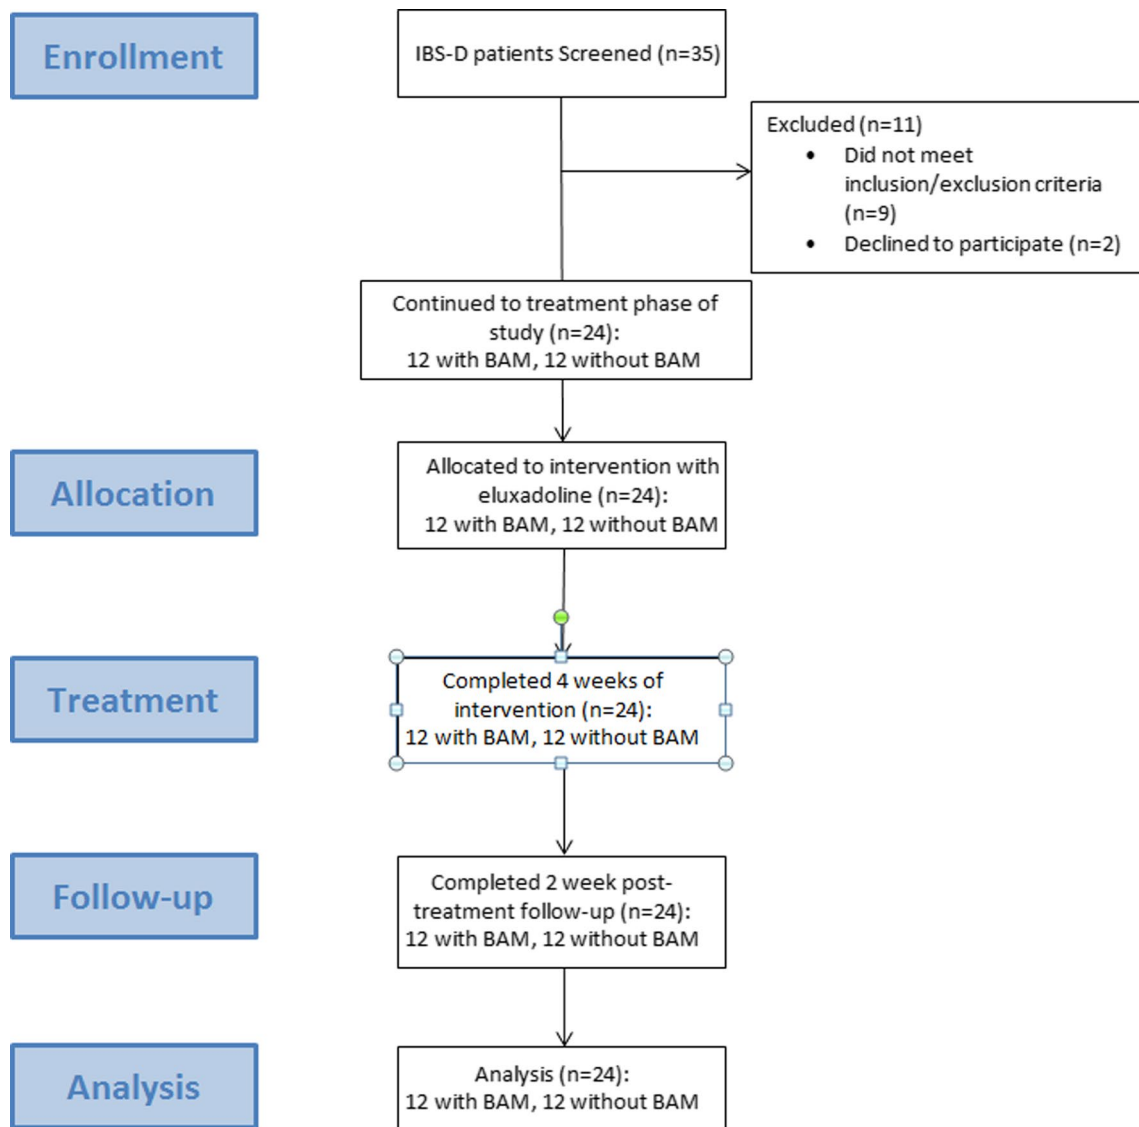 Enrollment
IBS-D patients Screened (n=35)
Excluded (n=11)
• Did not meet
inclusion/exclusion criteria
(n=9)
• Declined to participate (n=2)
Continued to treatment phase of
study (n=24):
12 with BAM, 12 without BAM
Allocation
Allocated to intervention with
eluxadoline (n=24):
12 with BAM, 12 without BAM
Treatment
Completed 4 weeks of
intervention (n=24):
12 with BAM, 12 without BAM
Follow-up
Completed 2 week post-
treatment follow-up (n=24):
12 with BAM, 12 without BAM
Analysis
Analysis (n=24):
12 with BAM, 12 without BAM